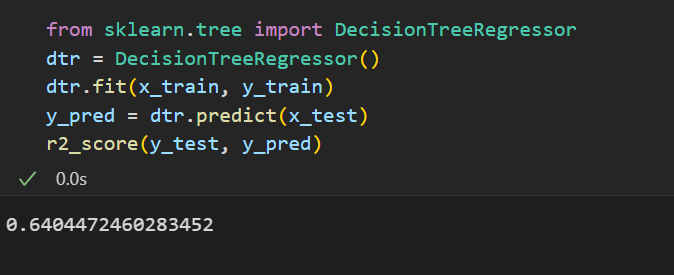 from sklearn.tree import DecisionTreeRegressor
dtr = DecisionTreeRegressor()
dtr.fit(x_train, y_train)
y_pred = dtr.predict(x_test)
r2_score(y_test, y_pred)
0.0s
0.6404472460283452